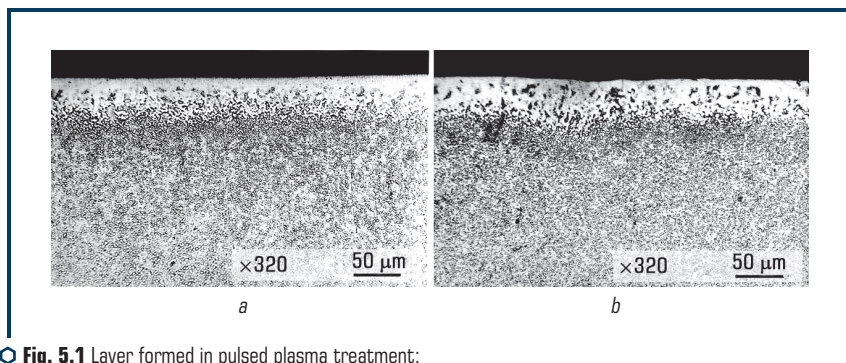 ×320 50 µm
×320 50 µm
a
b
Fig. 5.1 Layer formed in pulsed plasma treatment: